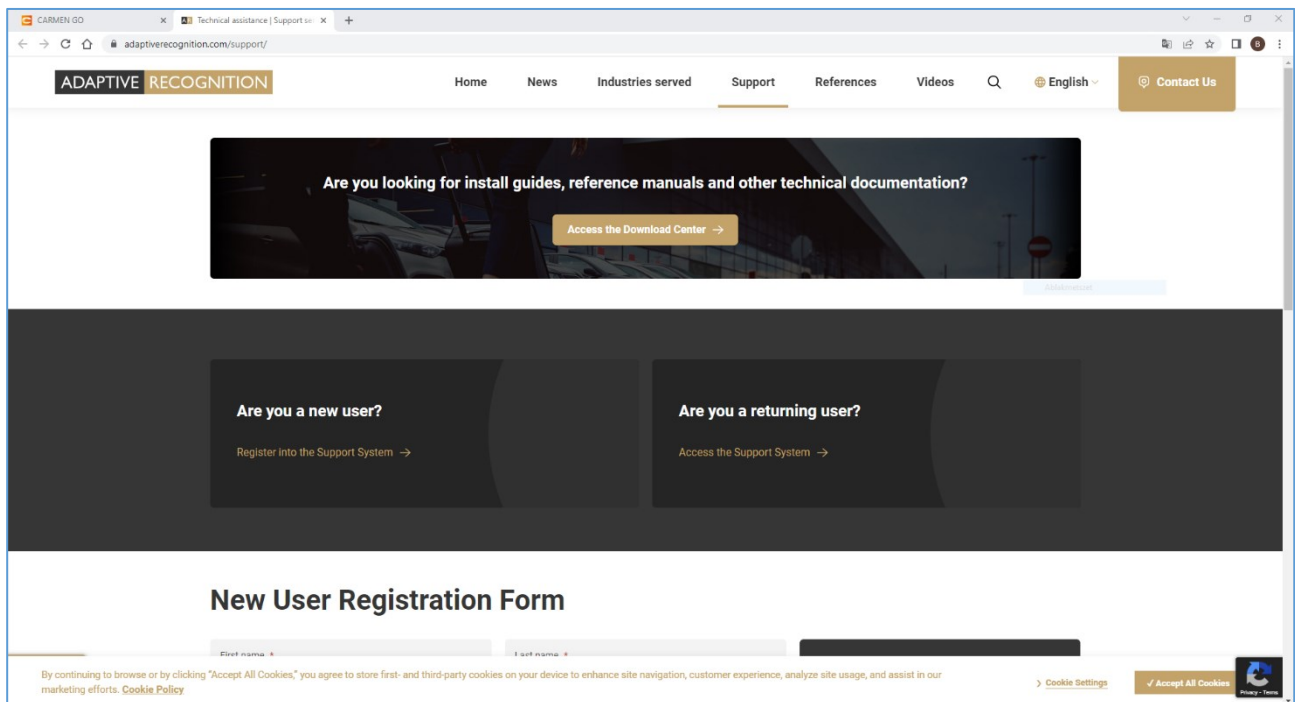 CARMEN GO
Technical assistance | Support se
adaptiverecognition.com/support/
B
ADAPTIVE RECOGNITION
Home News Industries served Support References Videos English Contact Us
Are you looking for install guides, reference manuals and other technical documentation?
Access the Download Center →
Are you a new user?
Register into the Support System →
Are you a returning user?
Access the Support System →
New User Registration Form
First name *
Last name *
By continuing to browse or by clicking "Accept All Cookies," you agree to store first- and third-party cookies on your device to enhance site navigation, customer experience, analyze site usage, and assist in our
marketing efforts. Cookie Policy
> Cookie Settings
✓ Accept All Cookies
Privacy - Terms